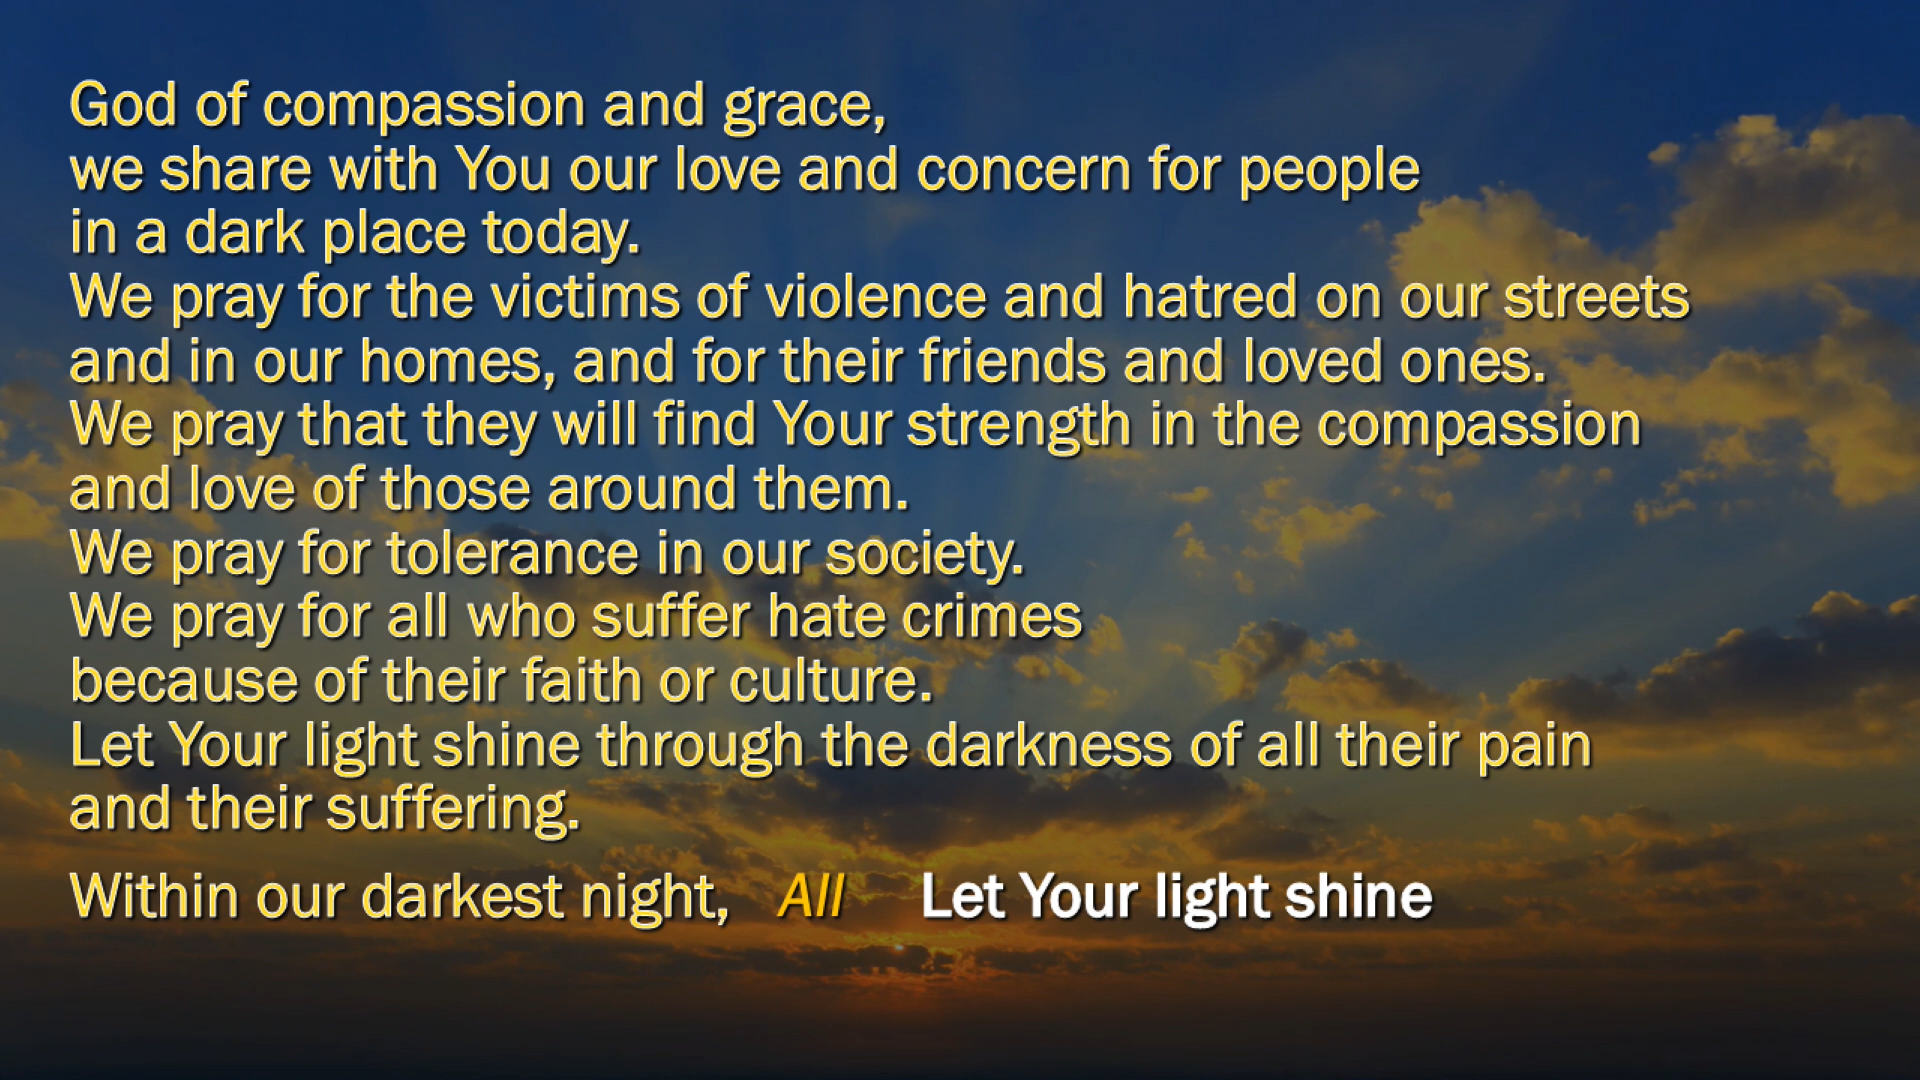 God of compassion and grace,
we share with You our love and concern for people
in a dark place today.
We pray for the victims of violence and hatred on our streets
and in our homes, and for their friends and loved ones.
We pray that they will find Your strength in the compassion
and love of those around them.
We pray for tolerance in our society.
We pray for all who suffer hate crimes
because of their faith or culture.
Let Your light shine through the darkness of all their pain
and their suffering.
Within our darkest night, All Let Your light shine